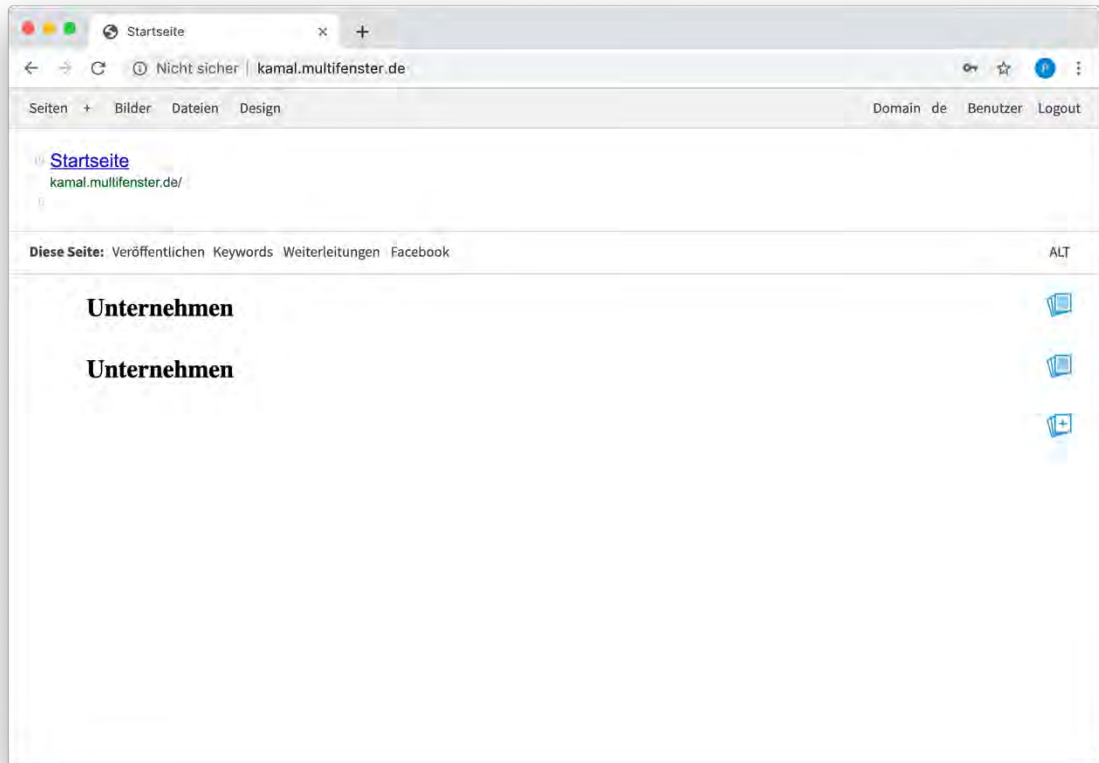 Startseite
Nicht sicher | kamal.multifenster.de
P
Seiten + Bilder Dateien Design Domain de Benutzer Logout
Startseite
kamal.multifenster.de/
Diese Seite: Veröffentlichen Keywords Weiterleitungen Facebook ALT
Unternehmen
Unternehmen